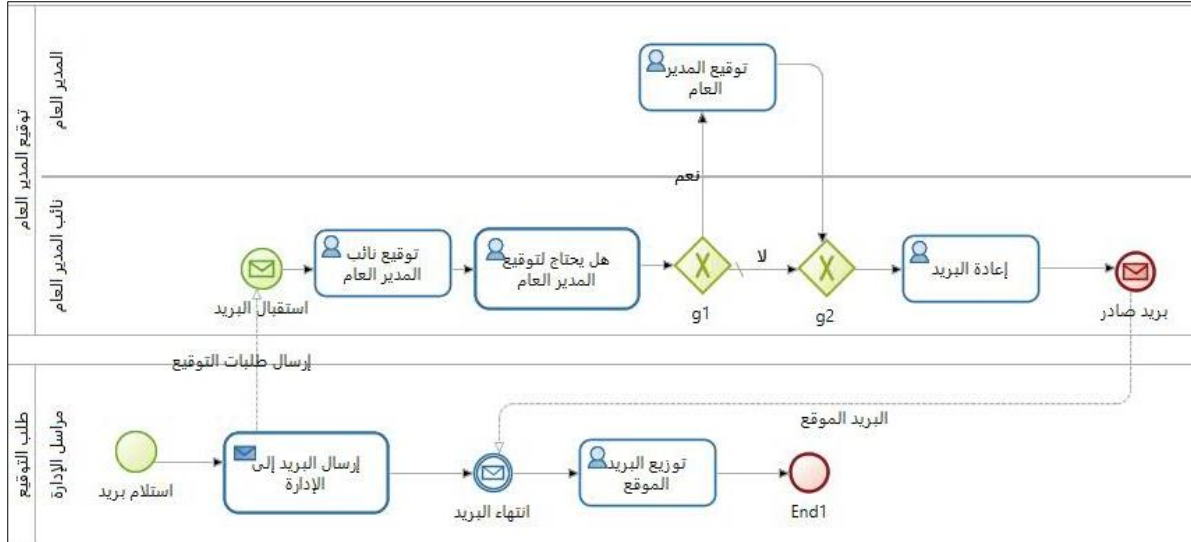 توقيع المدير العام
المدير العام
توقيع المدير
العام
نعم
نائب المدير العام
استقبال البريد
توقيع نائب
المدير العام
هل يحتاج لتوقيع
المدير العام
g1
لا
g2
إعادة البريد
بريد صادر
إرسال طلبات التوقيع
البريد الموقع
طلب التوقيع
مراسل الإدارة
استلام بريد
إرسال البريد إلى
الإدارة
انتهاء البريد
توزيع البريد
الموقع
End1